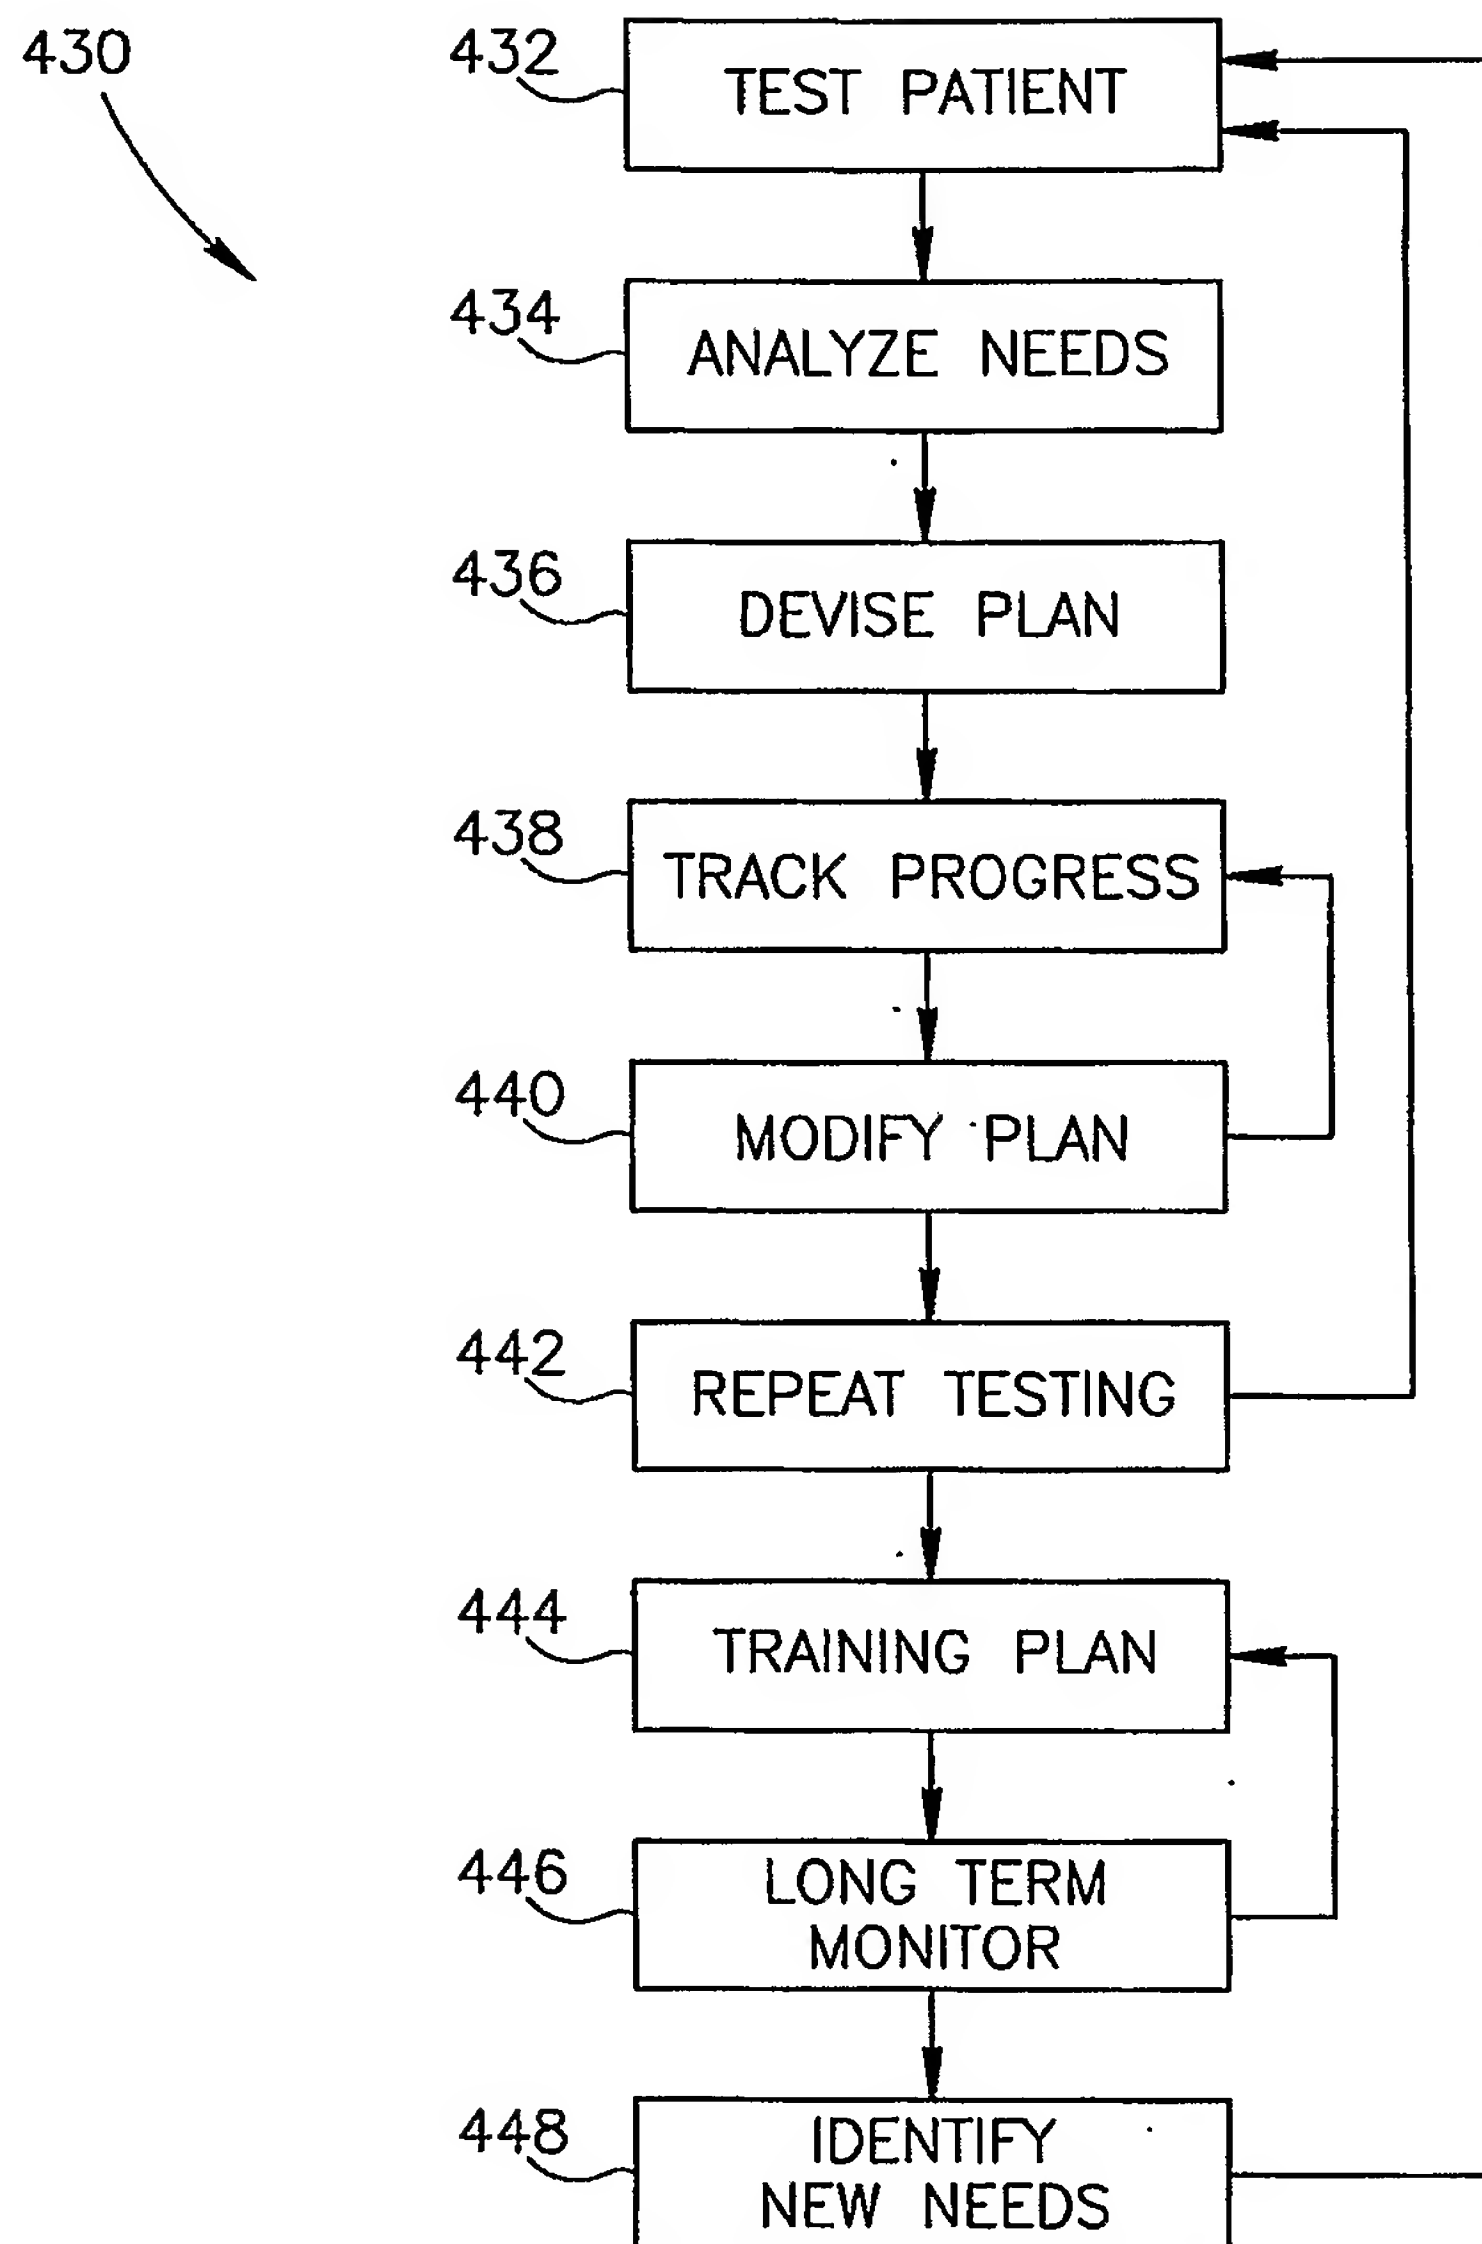 430
432
TEST PATIENT
434
ANALYZE NEEDS
436
DEVISE PLAN
438
TRACK PROGRESS
440
MODIFY PLAN
442
REPEAT TESTING
444
TRAINING PLAN
446
LONG TERM
MONITOR
448
IDENTIFY
NEW NEEDS